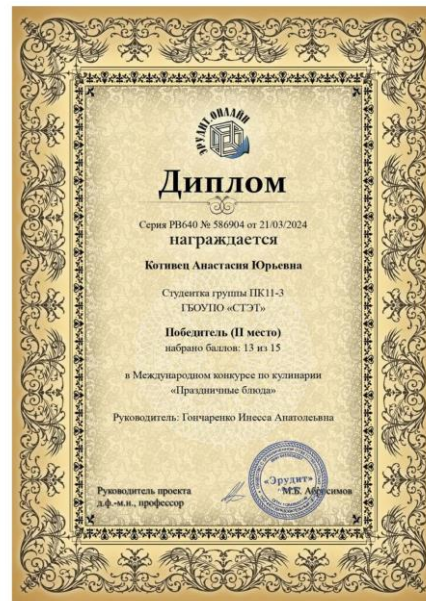 ЭРУДИТ-ОНЛАЙН
Диплом
Серия РВ640 № 586904 от 21/03/2024
награждается
Котивец Анастасия Юрьевна
Студентка группы ПК11-3
ГБОУПО «СТЭТ»
Победитель (II место)
набрано баллов: 13 из 15
в Международном конкурсе по кулинарии
«Праздничные блюда»
Руководитель: Гончаренко Инесса Анатолеьвна
Руководитель проекта
д.ф.-м.н., профессор
«Эрудит»
М.Б. Абросимов